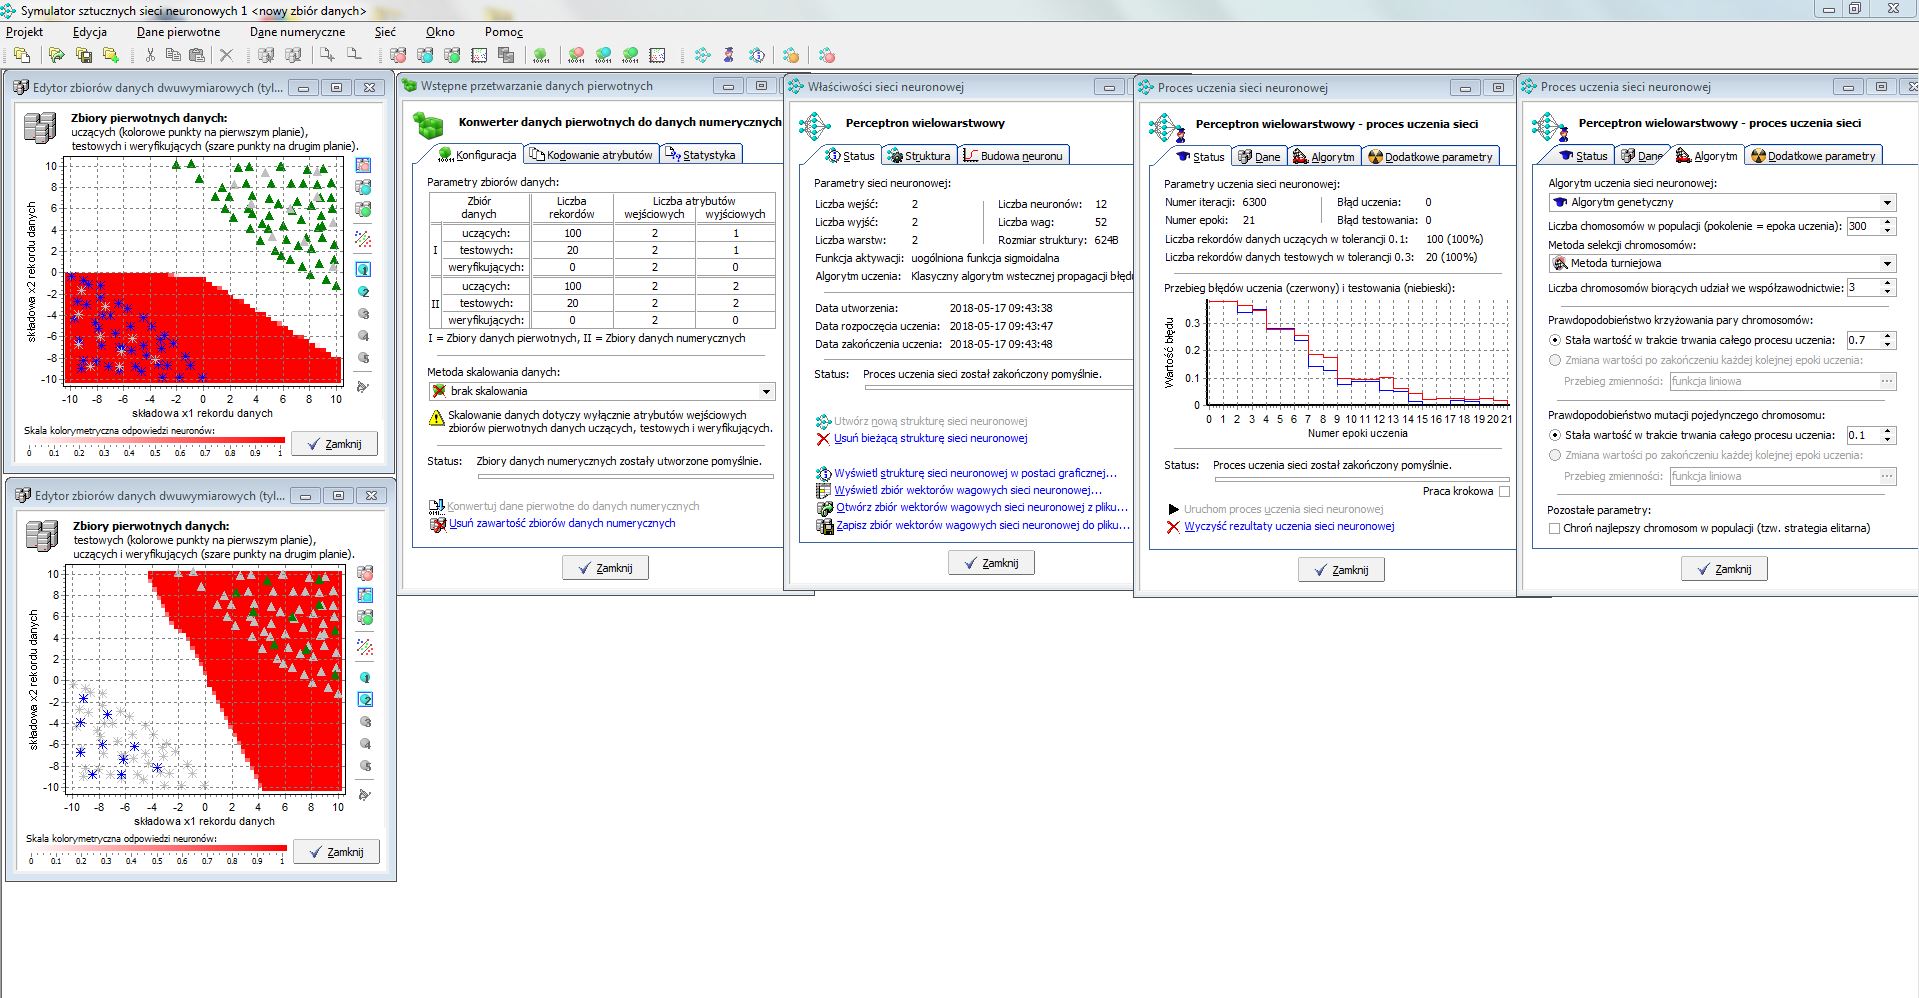 Symulator sztucznych sieci neuronowych 1 <nowy zbiór danych>
Projekt Edycja Dane pierwotne Dane numeryczne Sieć Okno Pomoc
Edytor zbiorów danych dwuwymiarowych (tyl...
Zbiory pierwotnych danych:
uczących (kolorowe punkty na pierwszym planie),
testowych i weryfikujących (szare punkty na drugim planie).
składowa x2 rekordu danych
10
8
6
4
2
0
-2
-4
-6
-8
-10
-10 -8 -6 -4 -2 0 2 4 6 8 10
składowa x1 rekordu danych
1
2
3
4
5
Skala kolorymetryczna odpowiedzi neuronów:
0 0.1 0.2 0.3 0.4 0.5 0.6 0.7 0.8 0.9 1
Zamknij
Edytor zbiorów danych dwuwymiarowych (tyl...
Zbiory pierwotnych danych:
testowych (kolorowe punkty na pierwszym planie),
uczących i weryfikujących (szare punkty na drugim planie).
składowa x2 rekordu danych
10
8
6
4
2
0
-2
-4
-6
-8
-10
-10 -8 -6 -4 -2 0 2 4 6 8 10
składowa x1 rekordu danych
1
2
3
4
5
Skala kolorymetryczna odpowiedzi neuronów:
0 0.1 0.2 0.3 0.4 0.5 0.6 0.7 0.8 0.9 1
Zamknij
Wstępne przetwarzanie danych pierwotnych
Konwerter danych pierwotnych do danych numerycznych
Konfiguracja Kodowanie atrybutów Statystyka
Parametry zbiorów danych:
Zbiór danych Liczba rekordów Liczba atrybutów
wejściowych wyjściowych
I
uczących: 100 2 1
testowych: 20 2 1
weryfikujących: 0 2 0
II
uczących: 100 2 2
testowych: 20 2 2
weryfikujących: 0 2 0
I = Zbiory danych pierwotnych, II = Zbiory danych numerycznych
Metoda skalowania danych:
brak skalowania
Skalowanie danych dotyczy wyłącznie atrybutów wejściowych
zbiorów pierwotnych danych uczących, testowych i weryfikujących.
Status: Zbiory danych numerycznych zostały utworzone pomyślnie.
Konwertuj dane pierwotne do danych numerycznych
Usuń zawartość zbiorów danych numerycznych
Zamknij
Właściwości sieci neuronowej
Perceptron wielowarstwowy
Status Struktura Budowa neuronu
Parametry sieci neuronowej:
Liczba wejść: 2 Liczba neuronów: 12
Liczba wyjść: 2 Liczba wag: 52
Liczba warstw: 2 Rozmiar struktury: 624B
Funkcja aktywacji: uogólniona funkcja sigmoidalna
Algorytm uczenia: Klasyczny algorytm wstecznej propagacji błędu
Data utworzenia: 2018-05-17 09:43:38
Data rozpoczęcia uczenia: 2018-05-17 09:43:47
Data zakończenia uczenia: 2018-05-17 09:43:48
Status: Proces uczenia sieci został zakończony pomyślnie.
Utwórz nową strukturę sieci neuronowej
Usuń bieżącą strukturę sieci neuronowej
Wyświetl strukturę sieci neuronowej w postaci graficznej...
Wyświetl zbiór wektorów wagowych sieci neuronowej...
Otwórz zbiór wektorów wagowych sieci neuronowej z pliku...
Zapisz zbiór wektorów wagowych sieci neuronowej do pliku...
Zamknij
Proces uczenia sieci neuronowej
Perceptron wielowarstwowy - proces uczenia sieci
Status Dane Algorytm Dodatkowe parametry
Parametry uczenia sieci neuronowej:
Numer iteracji: 6300 Błąd uczenia: 0
Numer epoki: 21 Błąd testowania: 0
Liczba rekordów danych uczących w tolerancji 0.1: 100 (100%)
Liczba rekordów danych testowych w tolerancji 0.3: 20 (100%)
Przebieg błędów uczenia (czerwony) i testowania (niebieski):
Wartość błędu
0.3
0.2
0.1
0
0 1 2 3 4 5 6 7 8 9 10 11 12 13 14 15 16 17 18 19 20 21
Numer epoki uczenia
Status: Proces uczenia sieci został zakończony pomyślnie.
Praca krokowa
Uruchom proces uczenia sieci neuronowej
Wyczyść rezultaty uczenia sieci neuronowej
Zamknij
Proces uczenia sieci neuronowej
Perceptron wielowarstwowy - proces uczenia sieci
Status Dane Algorytm Dodatkowe parametry
Algorytm uczenia sieci neuronowej:
Algorytm genetyczny
Liczba chomosomów w populacji (pokolenie = epoka uczenia): 300
Metoda selekcji chromosomów:
Metoda turniejowa
Liczba chromosomów biorących udział we współzawodnictwie: 3
Prawdopodobieństwo krzyżowania pary chromosomów:
Stała wartość w trakcie trwania całego procesu uczenia: 0.7
Zmiana wartości po zakończeniu każdej kolejnej epoki uczenia:
Przebieg zmienności: funkcja liniowa ...
Prawdopodobieństwo mutacji pojedynczego chromosomu:
Stała wartość w trakcie trwania całego procesu uczenia: 0.1
Zmiana wartości po zakończeniu każdej kolejnej epoki uczenia:
Przebieg zmienności: funkcja liniowa ...
Pozostałe parametry:
Chroń najlepszy chromosom w populacji (tzw. strategia elitarna)
Zamknij